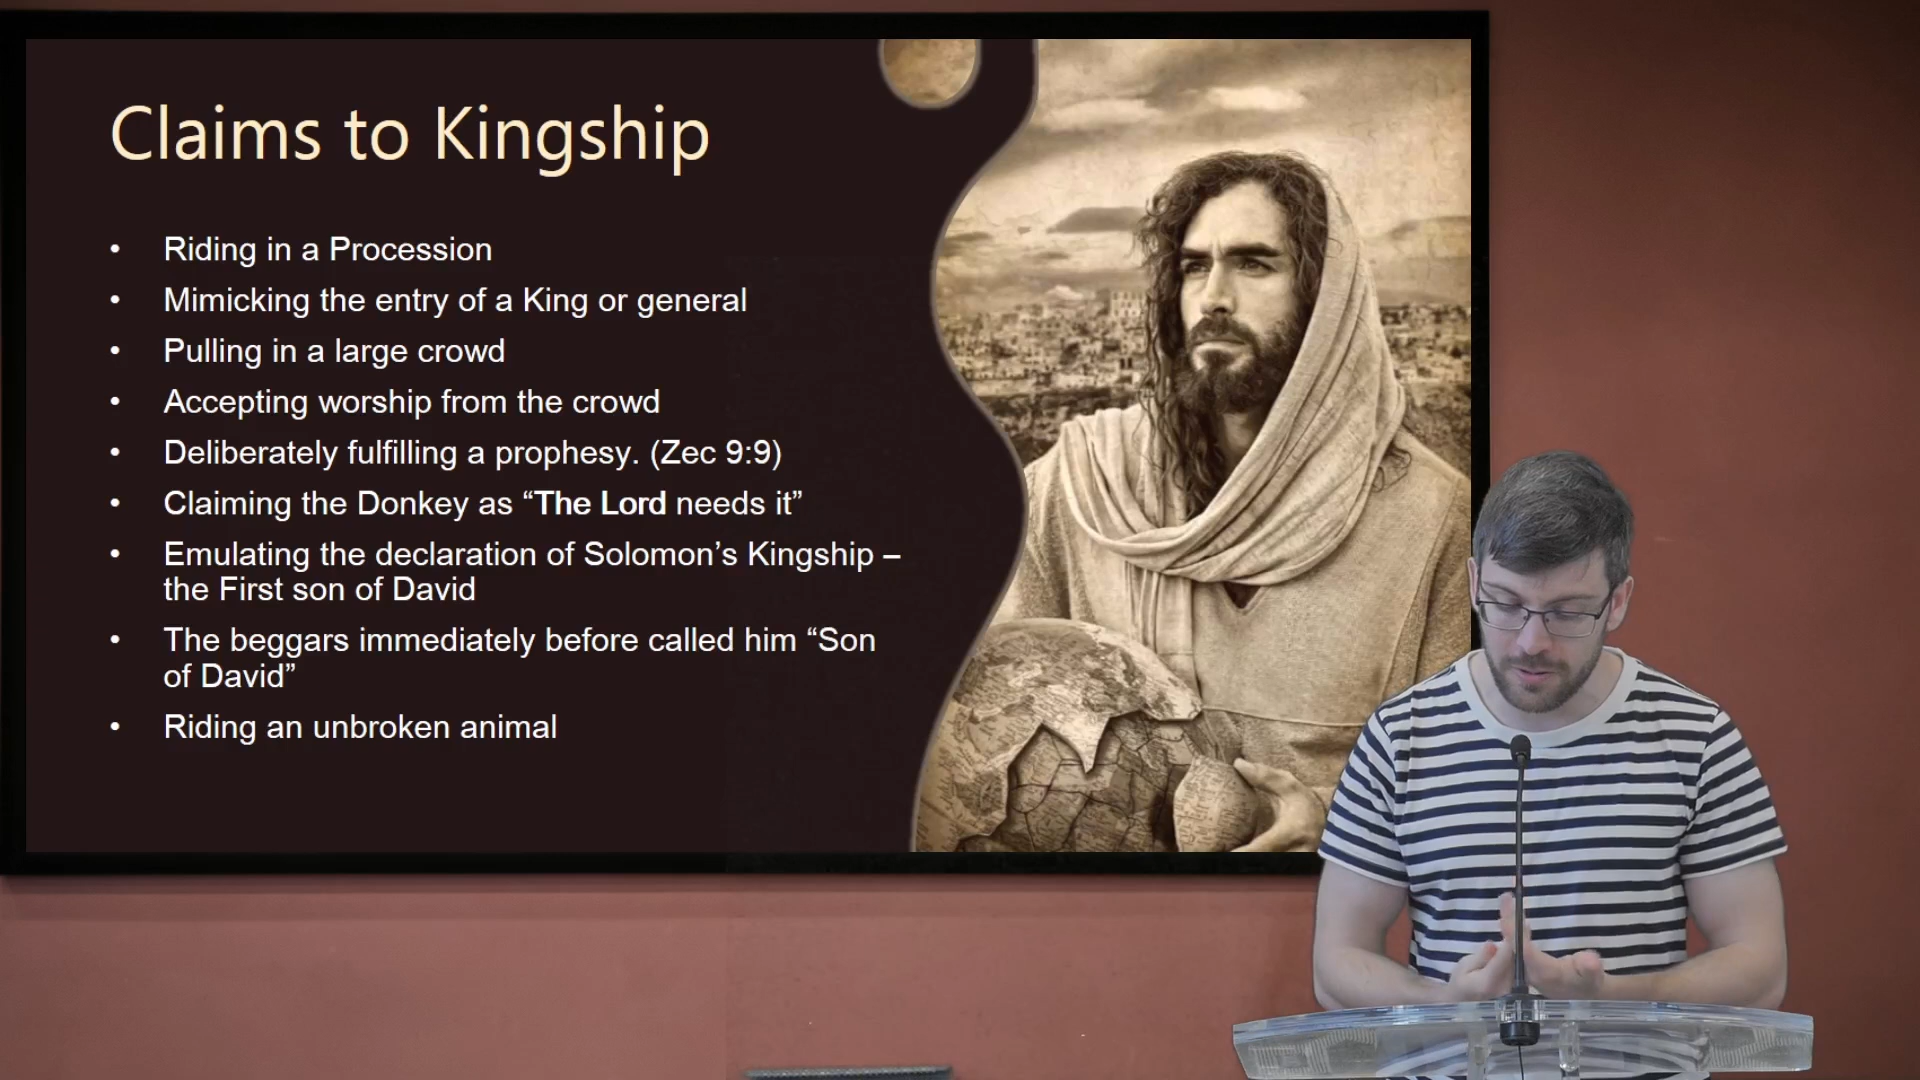 Claims to Kingship
• Riding in a Procession
• Mimicking the entry of a King or general
• Pulling in a large crowd
• Accepting worship from the crowd
• Deliberately fulfilling a prophesy. (Zec 9:9)
• Claiming the Donkey as “The Lord needs it”
• Emulating the declaration of Solomon’s Kingship –
the First son of David
• The beggars immediately before called him “Son
of David”
• Riding an unbroken animal